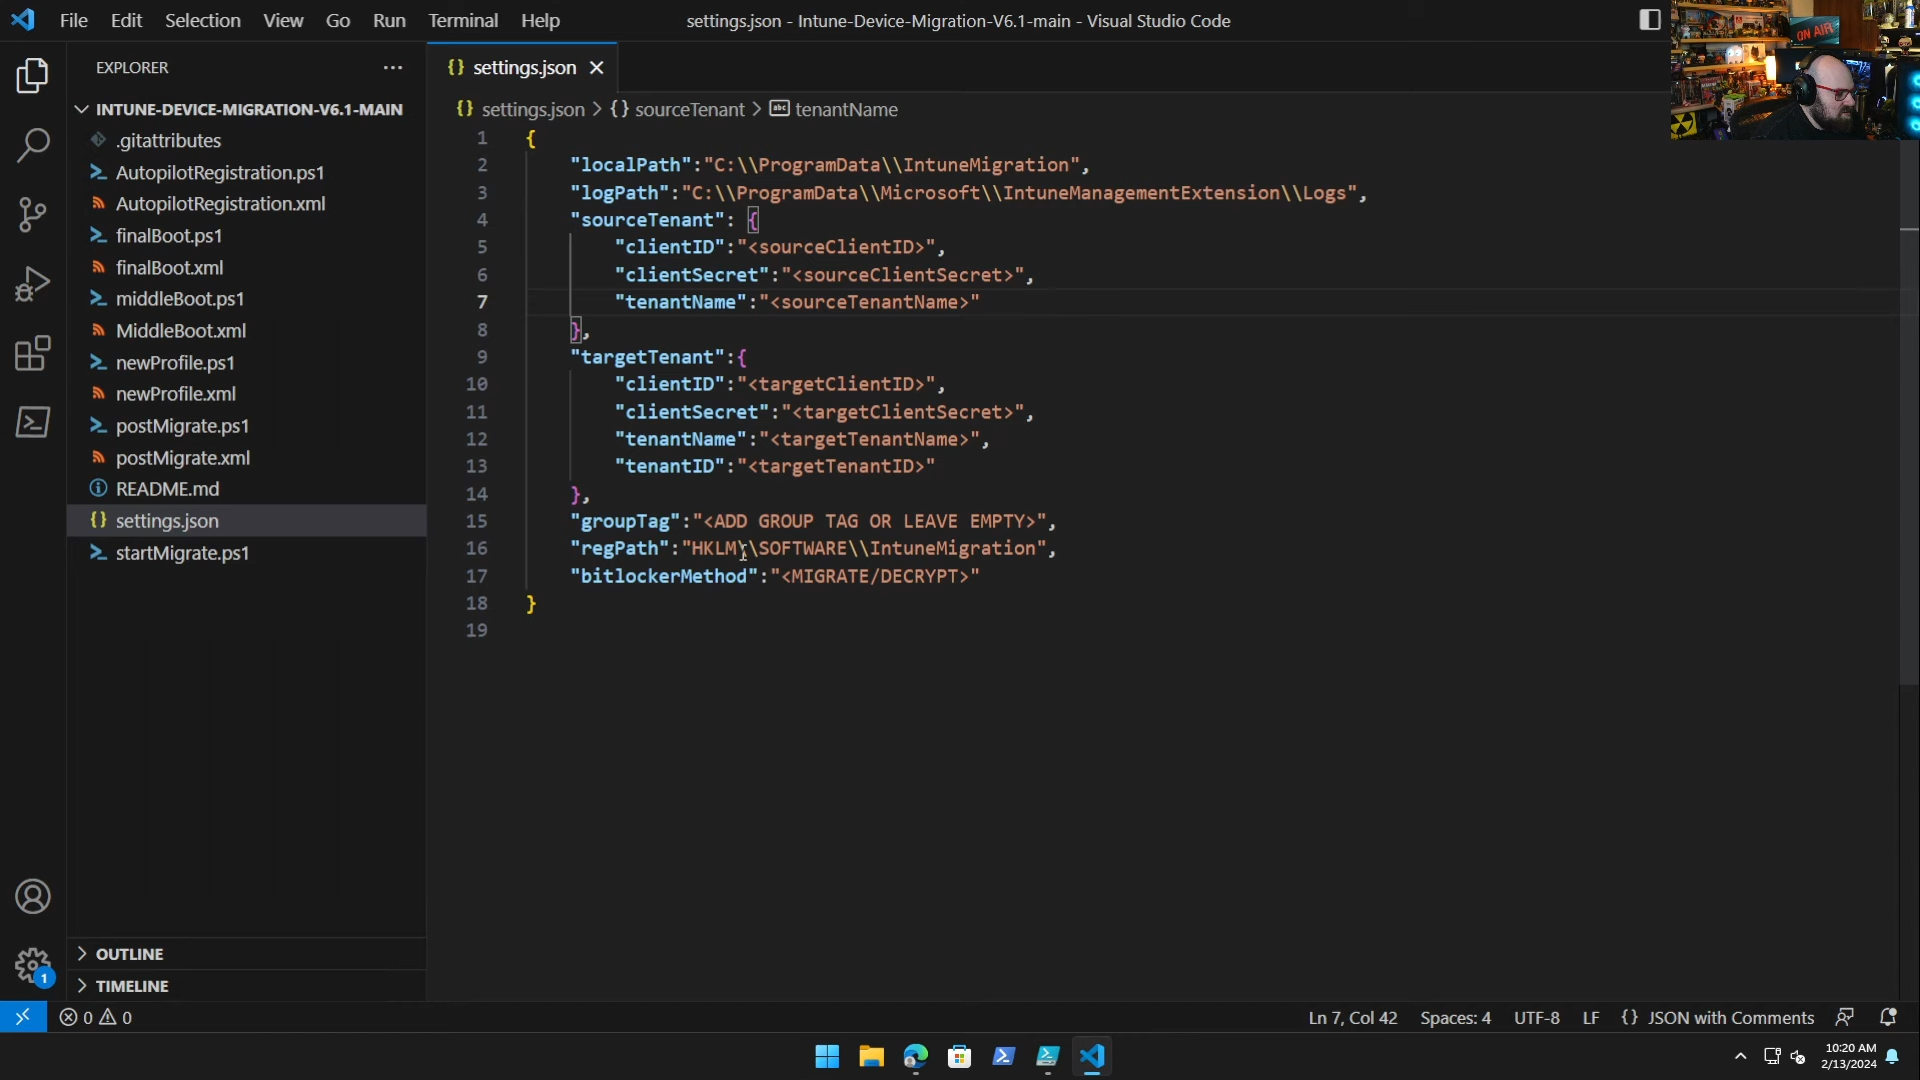 File Edit Selection View Go Run Terminal Help
settings.json - Intune-Device-Migration-V6.1-main - Visual Studio Code
ON AIR
EXPLORER
INTUNE-DEVICE-MIGRATION-V6.1-MAIN
.gitattributes
AutopilotRegistration.ps1
AutopilotRegistration.xml
finalBoot.ps1
finalBoot.xml
middleBoot.ps1
MiddleBoot.xml
newProfile.ps1
newProfile.xml
postMigrate.ps1
postMigrate.xml
README.md
settings.json
startMigrate.ps1
OUTLINE
TIMELINE
settings.json
settings.json > {} sourceTenant > abc tenantName
1 {
2 "localPath":"C:\\ProgramData\\IntuneMigration",
3 "logPath":"C:\\ProgramData\\Microsoft\\IntuneManagementExtension\\Logs",
4 "sourceTenant": {
5 "clientID":"<sourceClientID>",
6 "clientSecret":"<sourceClientSecret>",
7 "tenantName":"<sourceTenantName>"
8 },
9 "targetTenant":{
10 "clientID":"<targetClientID>",
11 "clientSecret":"<targetClientSecret>",
12 "tenantName":"<targetTenantName>",
13 "tenantID":"<targetTenantID>"
14 },
15 "groupTag":"<ADD GROUP TAG OR LEAVE EMPTY>",
16 "regPath":"HKLM\\SOFTWARE\\IntuneMigration",
17 "bitlockerMethod":"<MIGRATE/DECRYPT>"
18 }
19
1
0 0
Ln 7, Col 42 Spaces: 4 UTF-8 LF {} JSON with Comments
10:20 AM
2/13/2024